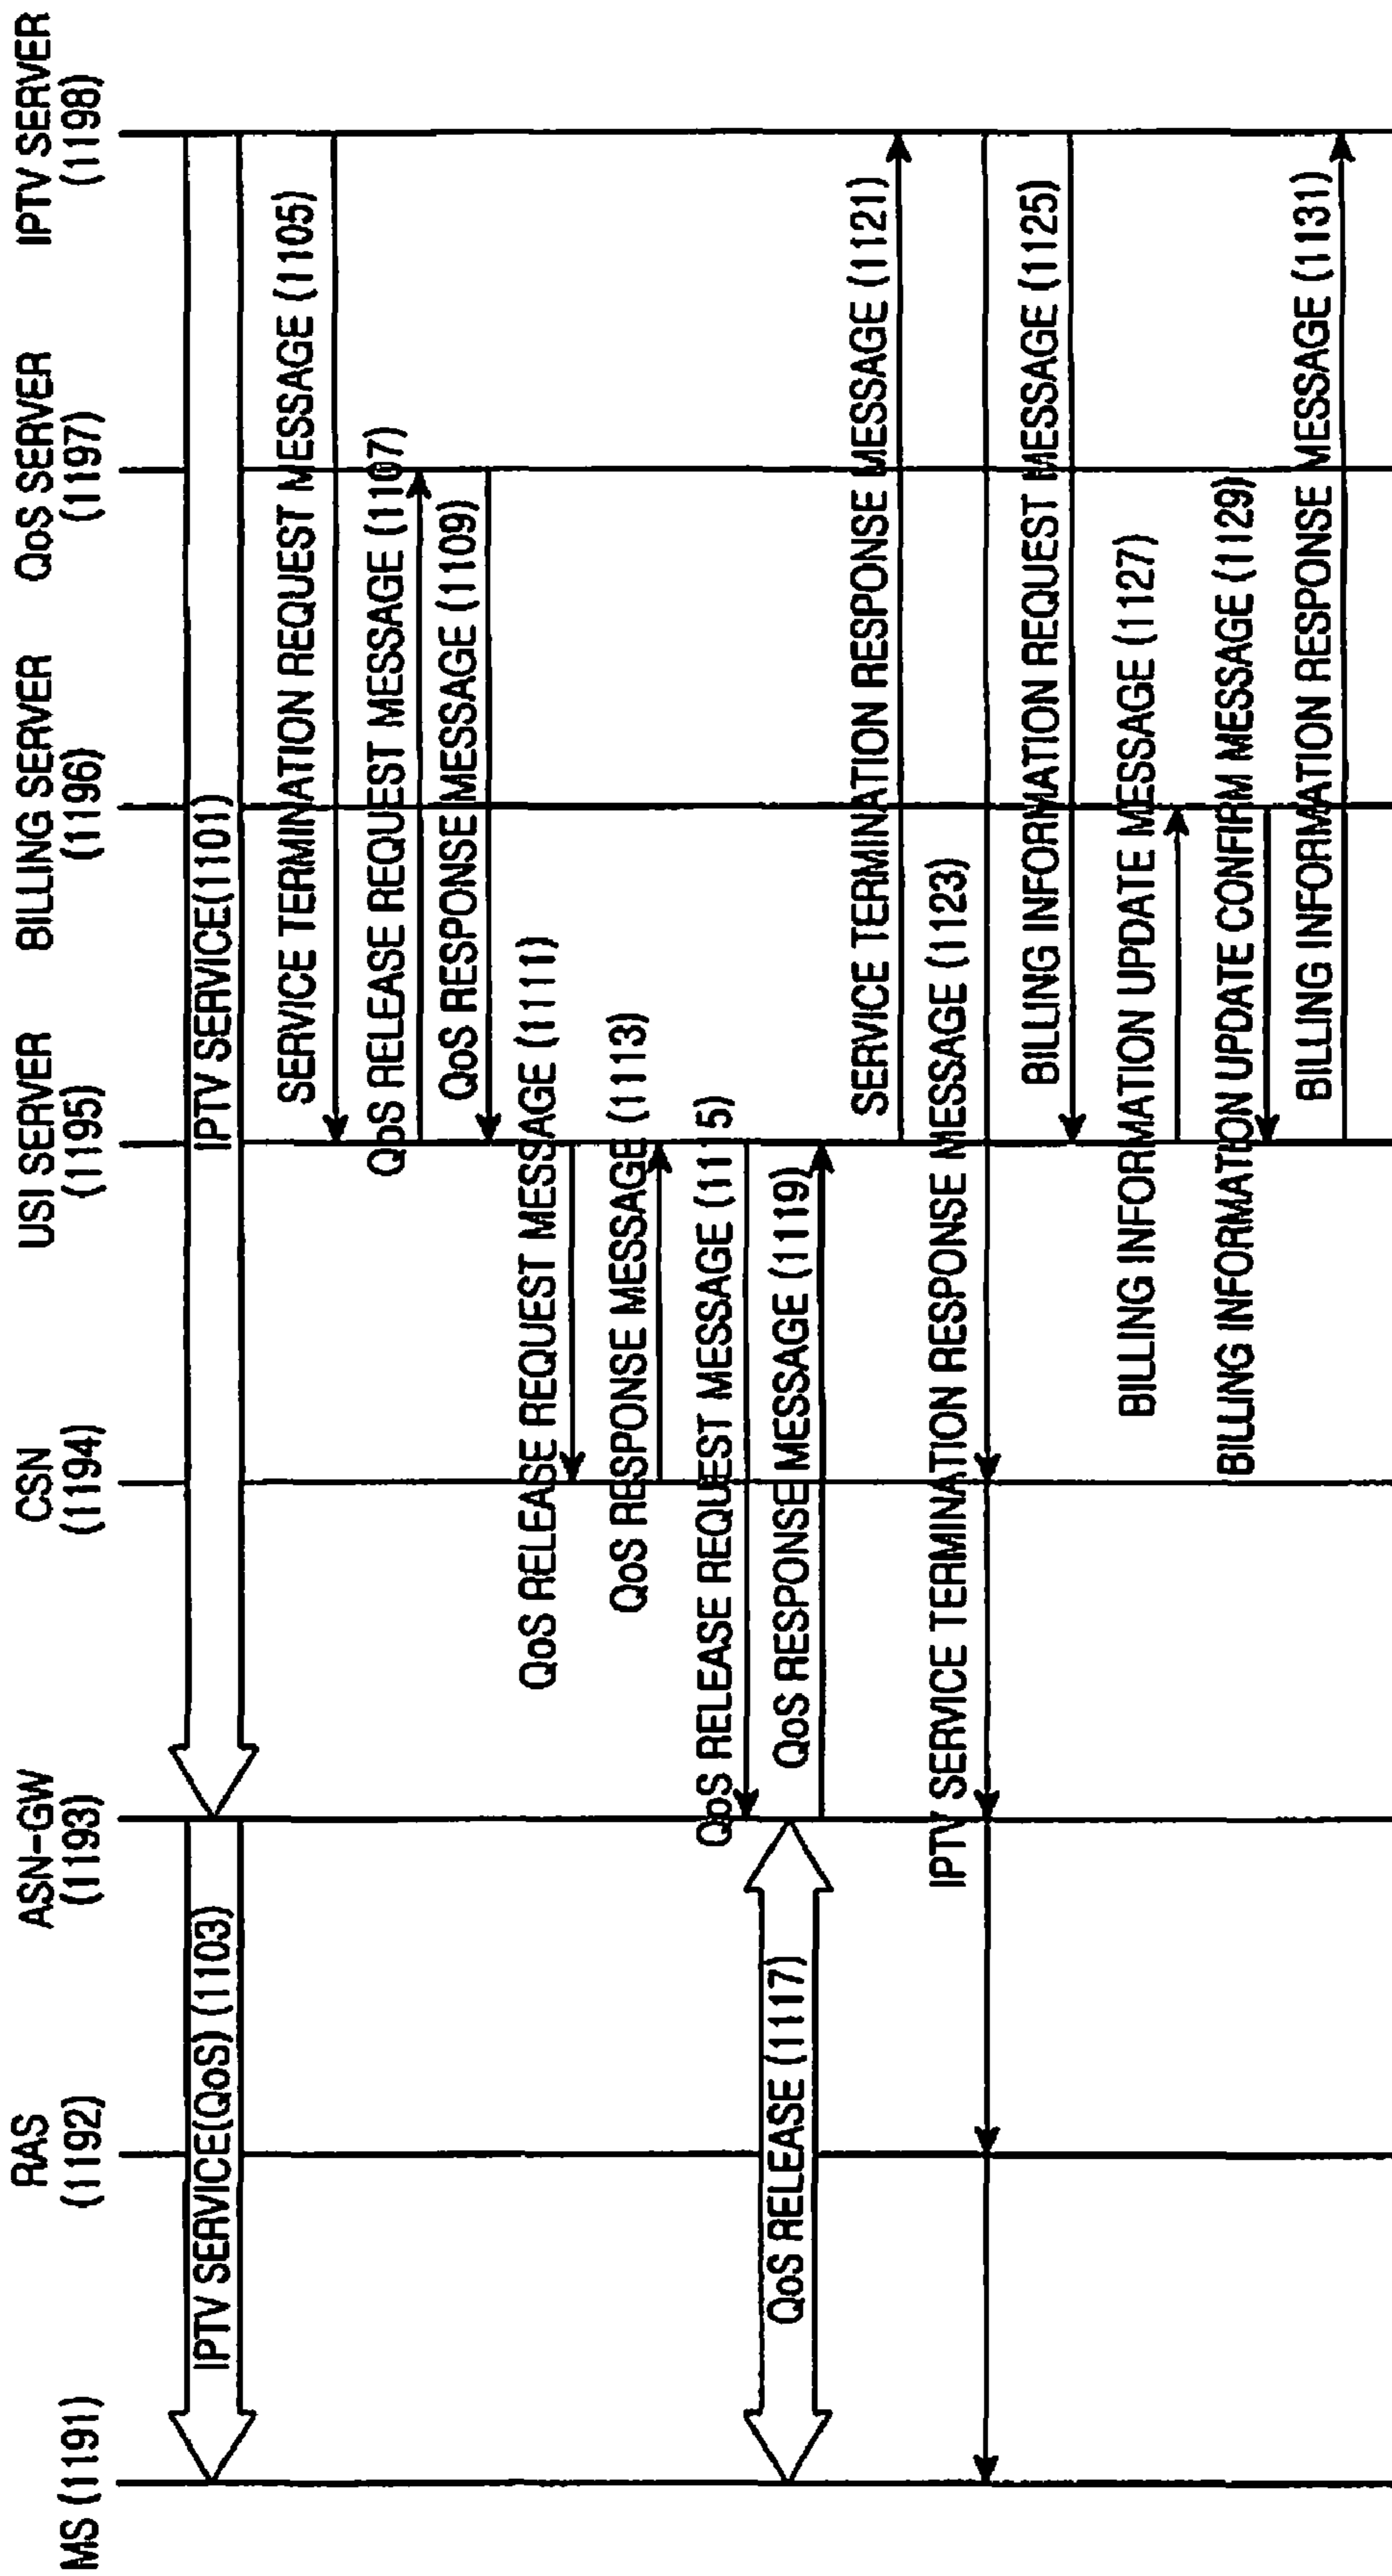 MS (1191)
RAS
(1192)
ASN-GW
(1193)
CSN
(1194)
USI SERVER
(1195)
BILLING SERVER
(1196)
QoS SERVER
(1197)
IPTV SERVER
(1198)
IPTV SERVICE(1101)
IPTV SERVICE(QoS) (1103)
SERVICE TERMINATION REQUEST MESSAGE (1105)
QoS RELEASE REQUEST MESSAGE (1107)
QoS RESPONSE MESSAGE (1109)
QoS RELEASE REQUEST MESSAGE (1111)
QoS RESPONSE MESSAGE (1113)
QoS RELEASE REQUEST MESSAGE (1115)
QoS RELEASE (1117)
QoS RESPONSE MESSAGE (1119)
SERVICE TERMINATION RESPONSE MESSAGE (1121)
IPTV SERVICE TERMINATION RESPONSE MESSAGE (1123)
BILLING INFORMATION REQUEST MESSAGE (1125)
BILLING INFORMATION UPDATE MESSAGE (1127)
BILLING INFORMATION UPDATE CONFIRM MESSAGE (1129)
BILLING INFORMATION RESPONSE MESSAGE (1131)